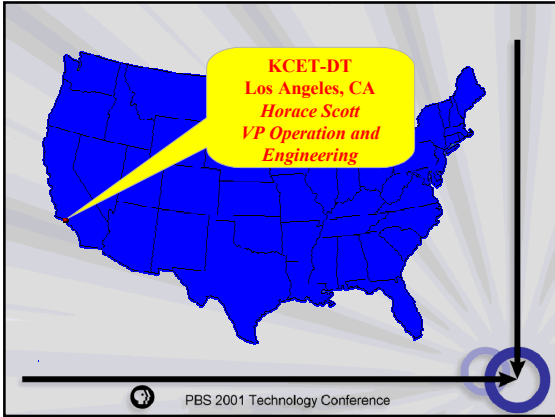 KCET-DT
Los Angeles, CA
Horace Scott
VP Operation and
Engineering
PBS 2001 Technology Conference